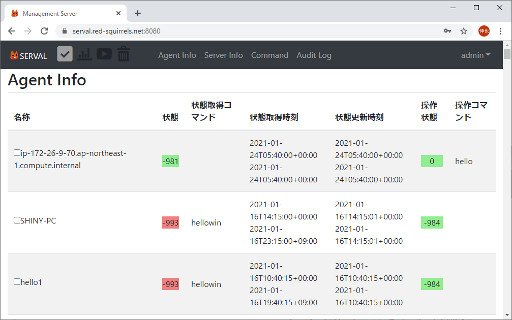 Management Server
serval.red-squirrels.net:8080
SERVAL
Agent Info Server Info Command Audit Log
admin
Agent Info
名称 状態 状態取得コマンド 状態取得時刻 状態更新時刻 操作状態 操作コマンド
ip-172-26-9-70.ap-northeast-1.compute.internal -981 2021-01-24T05:40:00+00:00 2021-01-24T05:40:00+00:00 2021-01-24T05:40:00+00:00 2021-01-24T05:40:00+00:00 0 hello
SHINY-PC -993 hellowin 2021-01-16T14:15:00+00:00 2021-01-16T23:15:00+09:00 2021-01-16T14:15:01+00:00 2021-01-16T14:15:01+00:00 -984
hello1 -993 hellowin 2021-01-16T10:40:15+00:00 2021-01-16T19:40:15+09:00 2021-01-16T10:40:15+00:00 2021-01-16T10:40:15+00:00 -984